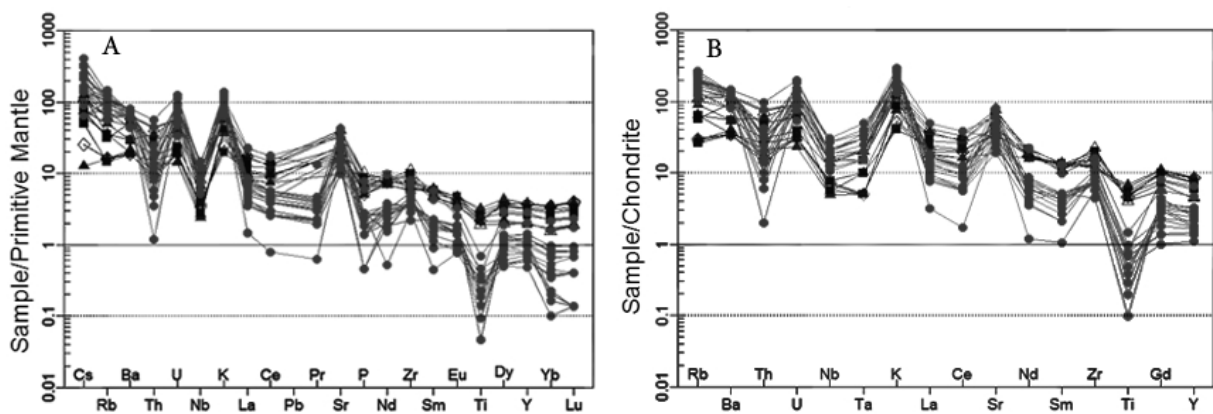 A
Sample/Primitive Mantle
1000
100
10
1
0.1
0.01
Cs Ba U K Ce Pr P Zr Eu Dy Yb
Rb Th Nb La Pb Sr Nd Sm Ti Y Lu
B
Sample/Chondrite
1000
100
10
1
0.1
0.01
Rb Th Nb K Ce Nd Zr Gd
Ba U Ta La Sr Sm Ti Y